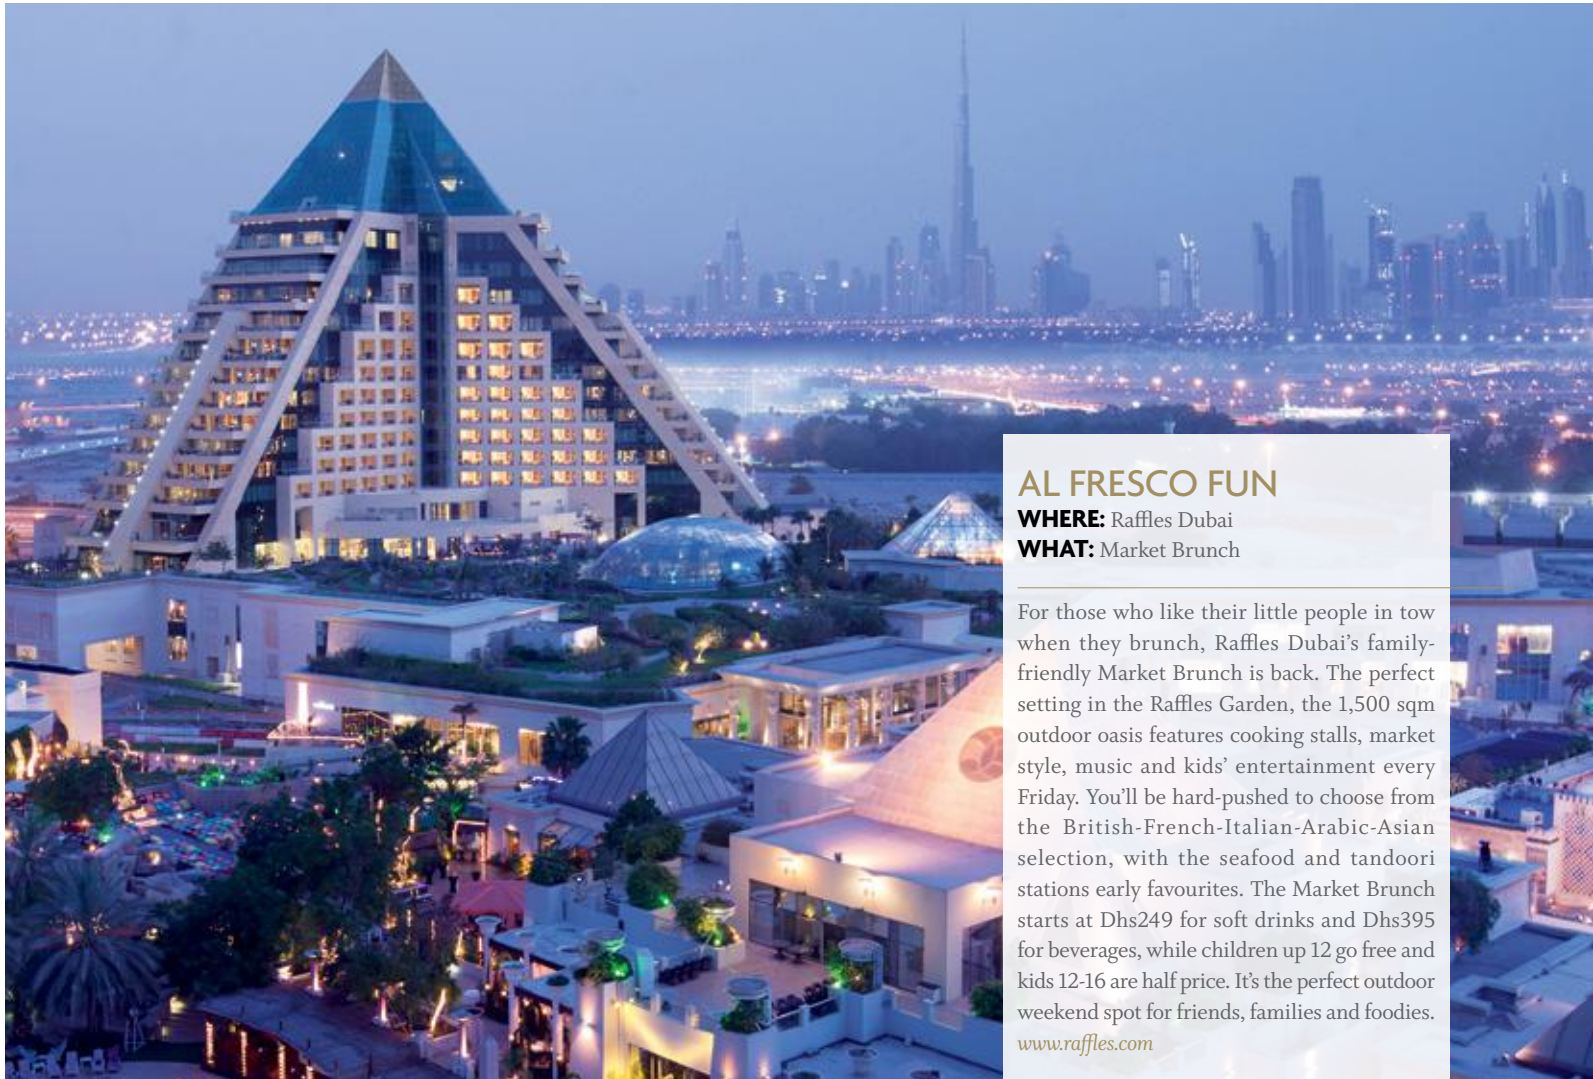 AL FRESCO FUN
WHERE: Raffles Dubai
WHAT: Market Brunch
For those who like their little people in tow
when they brunch, Raffles Dubai’s family-
friendly Market Brunch is back. The perfect
setting in the Raffles Garden, the 1,500 sqm
outdoor oasis features cooking stalls, market
style, music and kids’ entertainment every
Friday. You’ll be hard-pushed to choose from
the British-French-Italian-Arabic-Asian
selection, with the seafood and tandoori
stations early favourites. The Market Brunch
starts at Dhs249 for soft drinks and Dhs395
for beverages, while children up 12 go free and
kids 12-16 are half price. It’s the perfect outdoor
weekend spot for friends, families and foodies.
www.raffles.com